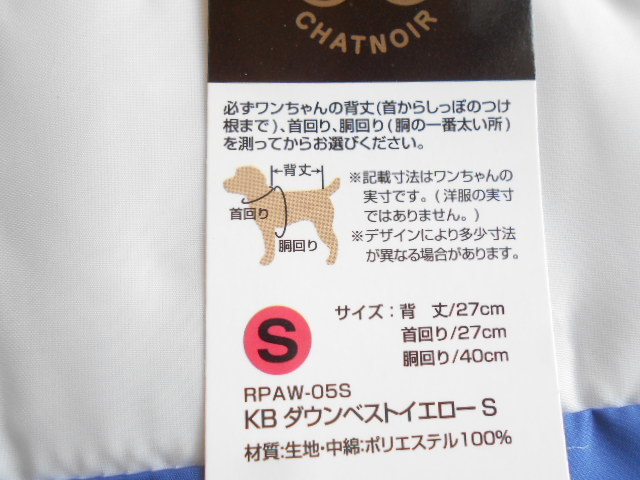 CHATNOIR
必ずワンちゃんの背丈(首からしっぽのつけ
根まで)、首回り、胴回り(胴の一番太い所)
を測ってからお選びください。
背丈
首回り
胴回り
※記載寸法はワンちゃんの
実寸です。(洋服の実寸
ではありません。)
※デザインにより多少寸法
が異なる場合があります。
S
サイズ:背 丈/27cm
首回り/27cm
胴回り/40cm
RPAW-05S
KB ダウンベストイエロー S
材質:生地・中綿:ポリエステル100%